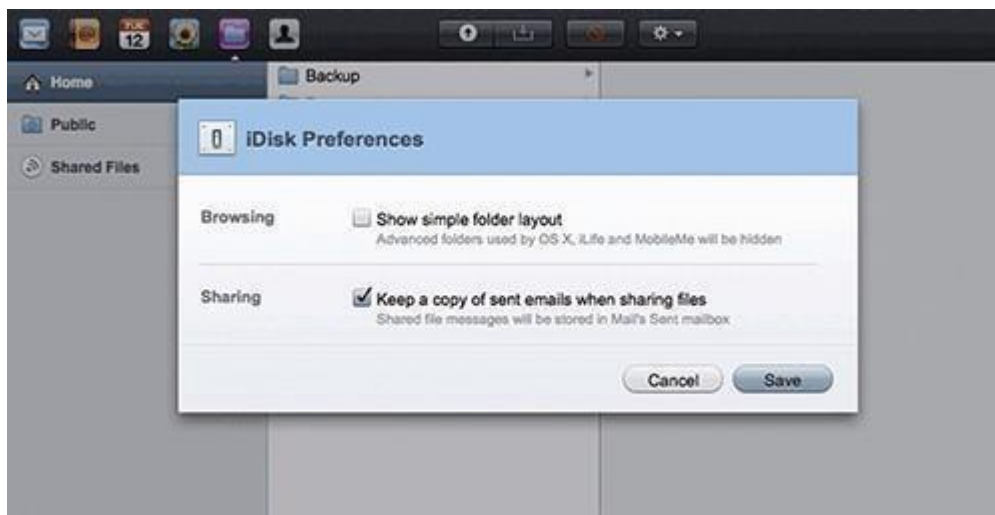 TUE
12
Home
Backup
Public
Shared Files
iDisk Preferences
Browsing
Show simple folder layout
Advanced folders used by OS X, iLife and MobileMe will be hidden
Sharing
Keep a copy of sent emails when sharing files
Shared file messages will be stored in Mail's Sent mailbox
Cancel
Save